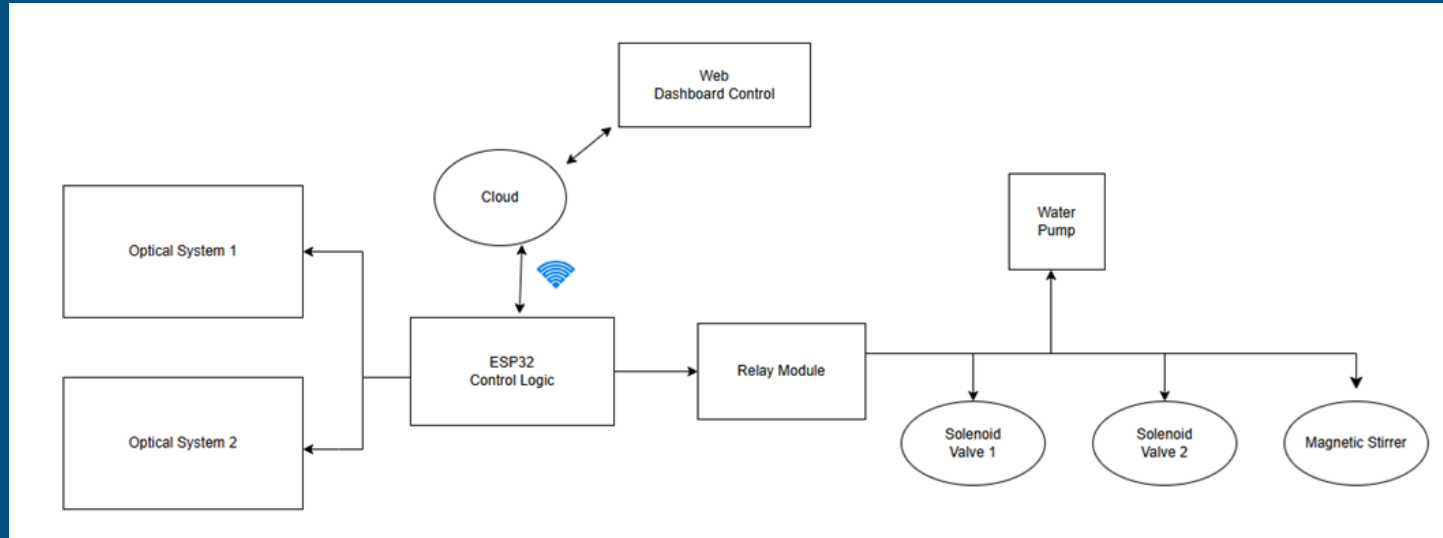 Web
Dashboard Control
Cloud
Water
Pump
Optical System 1
ESP32
Control Logic
Relay Module
Optical System 2
Solenoid
Valve 1
Solenoid
Valve 2
Magnetic Stirrer